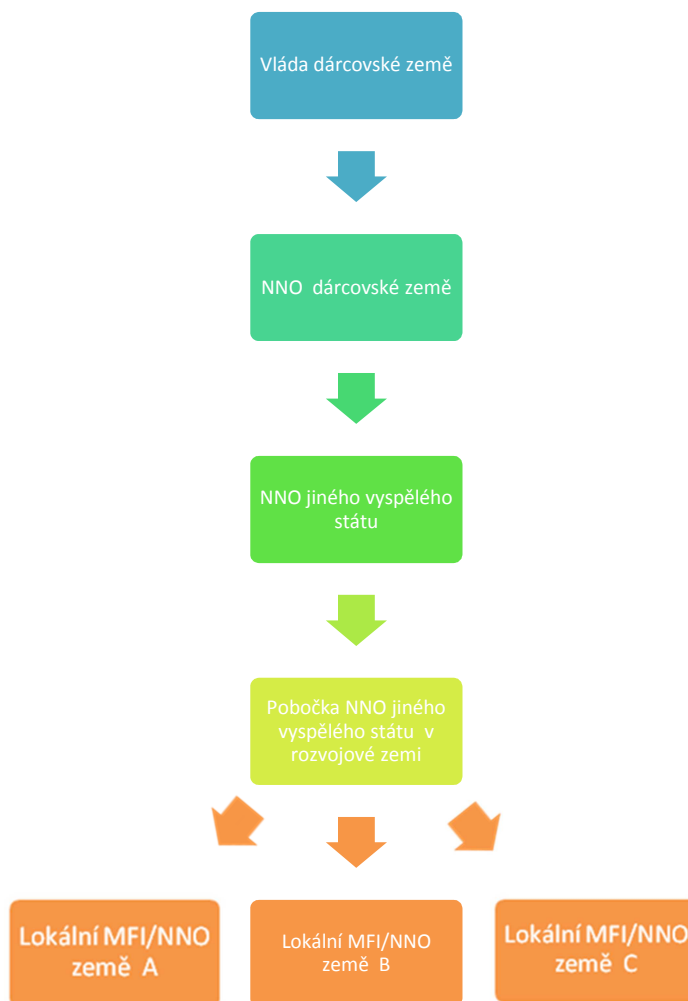 Vláda dárcovské země
NNO dárcovské země
NNO jiného vyspělého
státu
Pobočka NNO jiného
vyspělého státu v
rozvojové zemi
Lokální MFI/NNO
země A
Lokální MFI/NNO
země B
Lokální MFI/NNO
země C